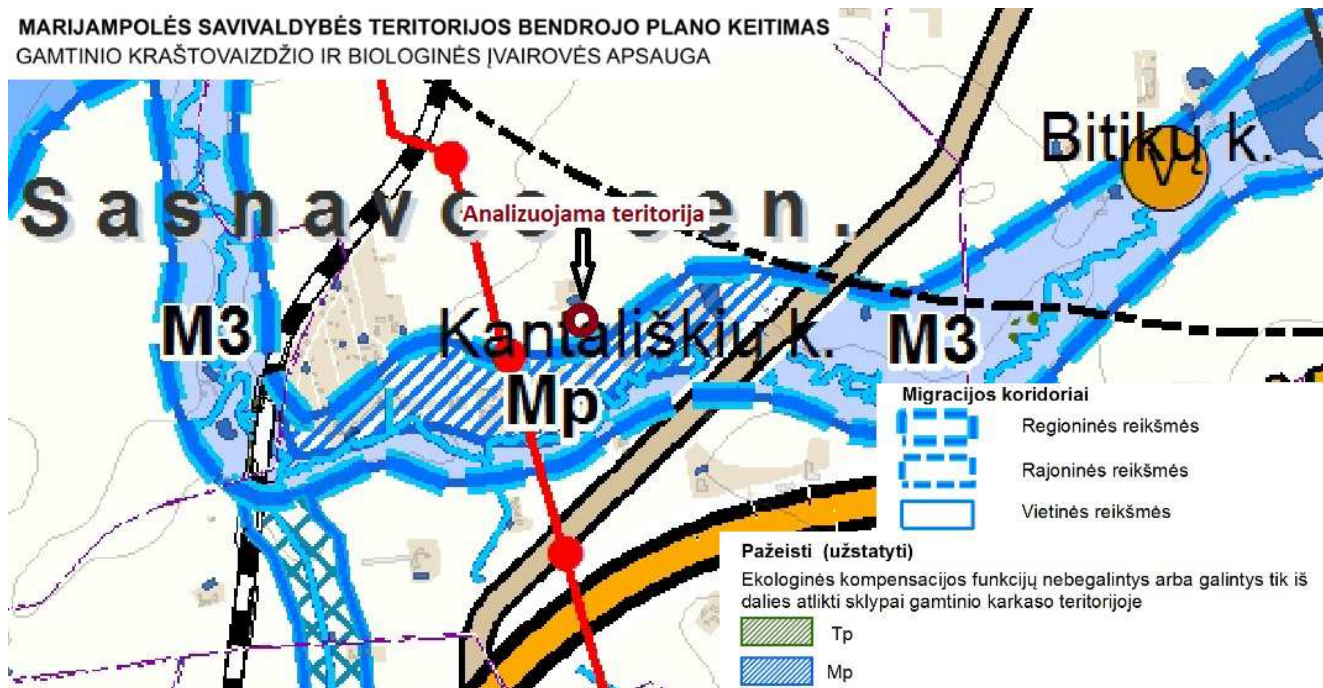 MARIJAMPOLĖS SAVIVALDYBĖS TERITORIJOS BENDROJO PLANO KEITIMAS
GAMTINIO KRAŠTOVAIZDŽIO IR BIOLOGINĖS ĮVAIROVĖS APSAUGA
Bitikų k.
Vų
Analizuojama teritorija
M3
Kantališkių k.
M3
Mp
Migracijos koridoriai
Regioninės reikšmės
Rajoninės reikšmės
Vietinės reikšmės
Pažeisti (užstatyti)
Ekologinės kompensacijos funkcijų nebegalintys arba galintys tik iš
dalies atlikti sklypai gamtinio karkaso teritorijoje
Tp
Mp